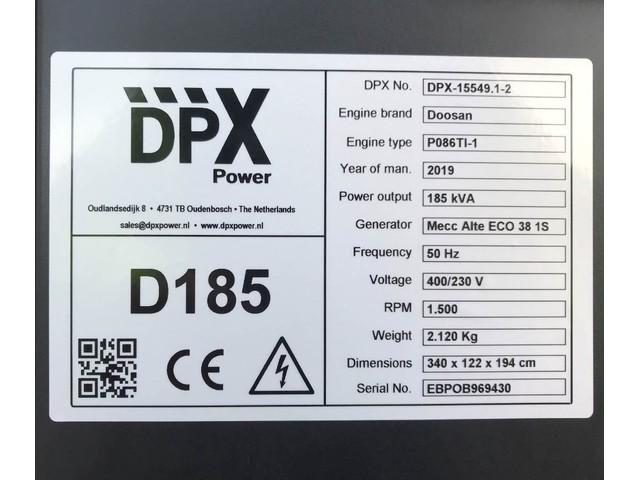 DPX
Power
Oudlandsedijk 8 • 4731 TB Oudenbosch • The Netherlands
sales@dpxpower.nl • www.dpxpower.nl
D185
CE
DPX No. DPX-15549.1-2
Engine brand Doosan
Engine type P086TI-1
Year of man. 2019
Power output 185 kVA
Generator Mecc Alte ECO 38 1S
Frequency 50 Hz
Voltage 400/230 V
RPM 1.500
Weight 2.120 Kg
Dimensions 340 x 122 x 194 cm
Serial No. EBPOB969430